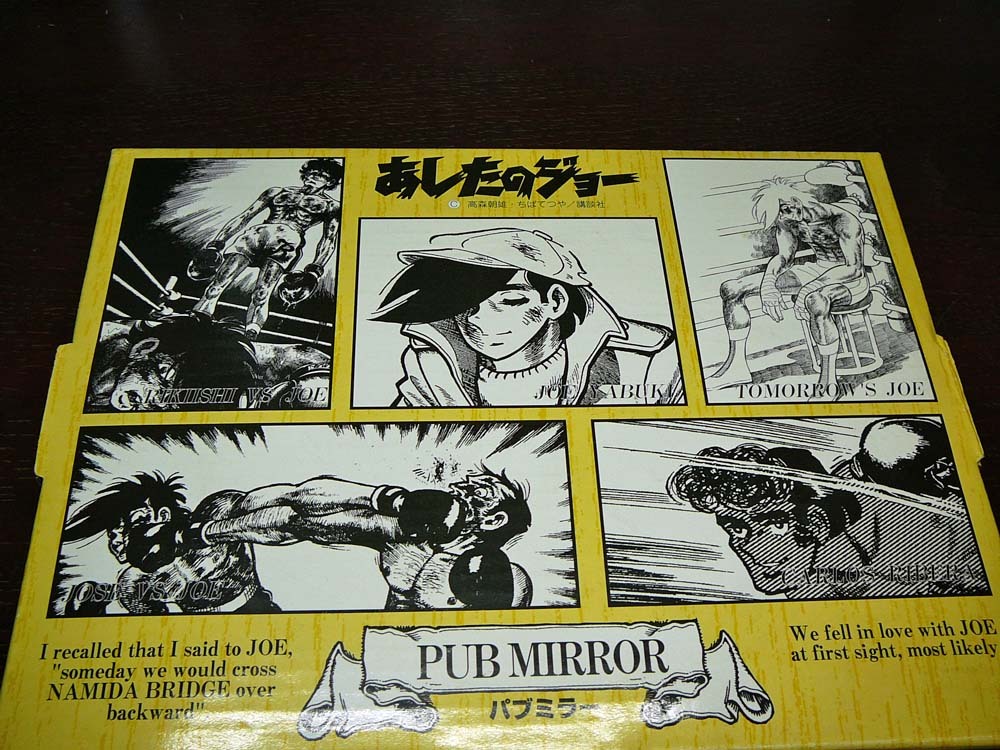 あしたのジョー
© 高森朝雄・ちばてつや/講談社
RIKIISHI VS JOE
JOE YABUKI
TOMORROW'S JOE
JOSE VS JOE
CARLOS RIBEIRA
I recalled that I said to JOE,
"someday we would cross
NAMIDA BRIDGE over
backward".
PUB MIRROR
パブミラー
We fell in love with JOE
at first sight, most likely